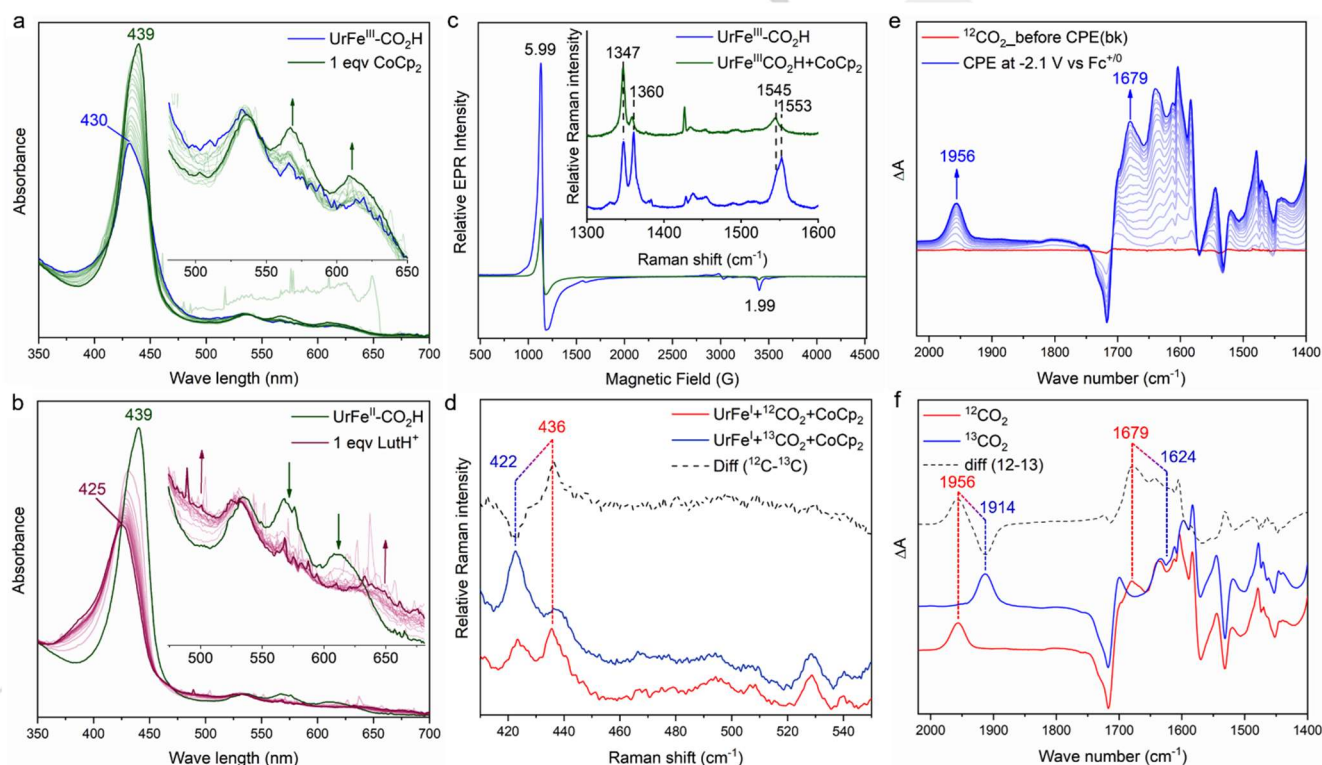 a
439
UrFeᴵᴵᴵ-CO₂H
1 eqv CoCp₂
430
500 550 600 650
Absorbance
350 400 450 500 550 600 650 700
Wave length (nm)
b
439
UrFeᴵᴵ-CO₂H
1 eqv LutH⁺
425
500 550 600 650
Absorbance
350 400 450 500 550 600 650 700
Wave length (nm)
c
5.99
UrFeᴵᴵᴵ-CO₂H
UrFeᴵᴵᴵCO₂H+CoCp₂
1347
1360
1545
1553
Relative Raman intensity
1300 1400 1500 1600
Raman shift (cm⁻¹)
1.99
Relative EPR Intensity
500 1000 1500 2000 2500 3000 3500 4000 4500
Magnetic Field (G)
d
UrFeᴵ+¹²CO₂+CoCp₂
UrFeᴵ+¹³CO₂+CoCp₂
Diff (¹²C-¹³C)
436
422
Relative Raman intensity
420 440 460 480 500 520 540
Raman shift (cm⁻¹)
e
¹²CO₂_before CPE(bk)
CPE at -2.1 V vs Fc⁺ᐟ⁰
1679
1956
ΔA
2000 1900 1800 1700 1600 1500 1400
Wave number (cm⁻¹)
f
¹²CO₂
¹³CO₂
diff (12-13)
1679
1624
1956
1914
ΔA
2000 1900 1800 1700 1600 1500 1400
Wave number (cm⁻¹)